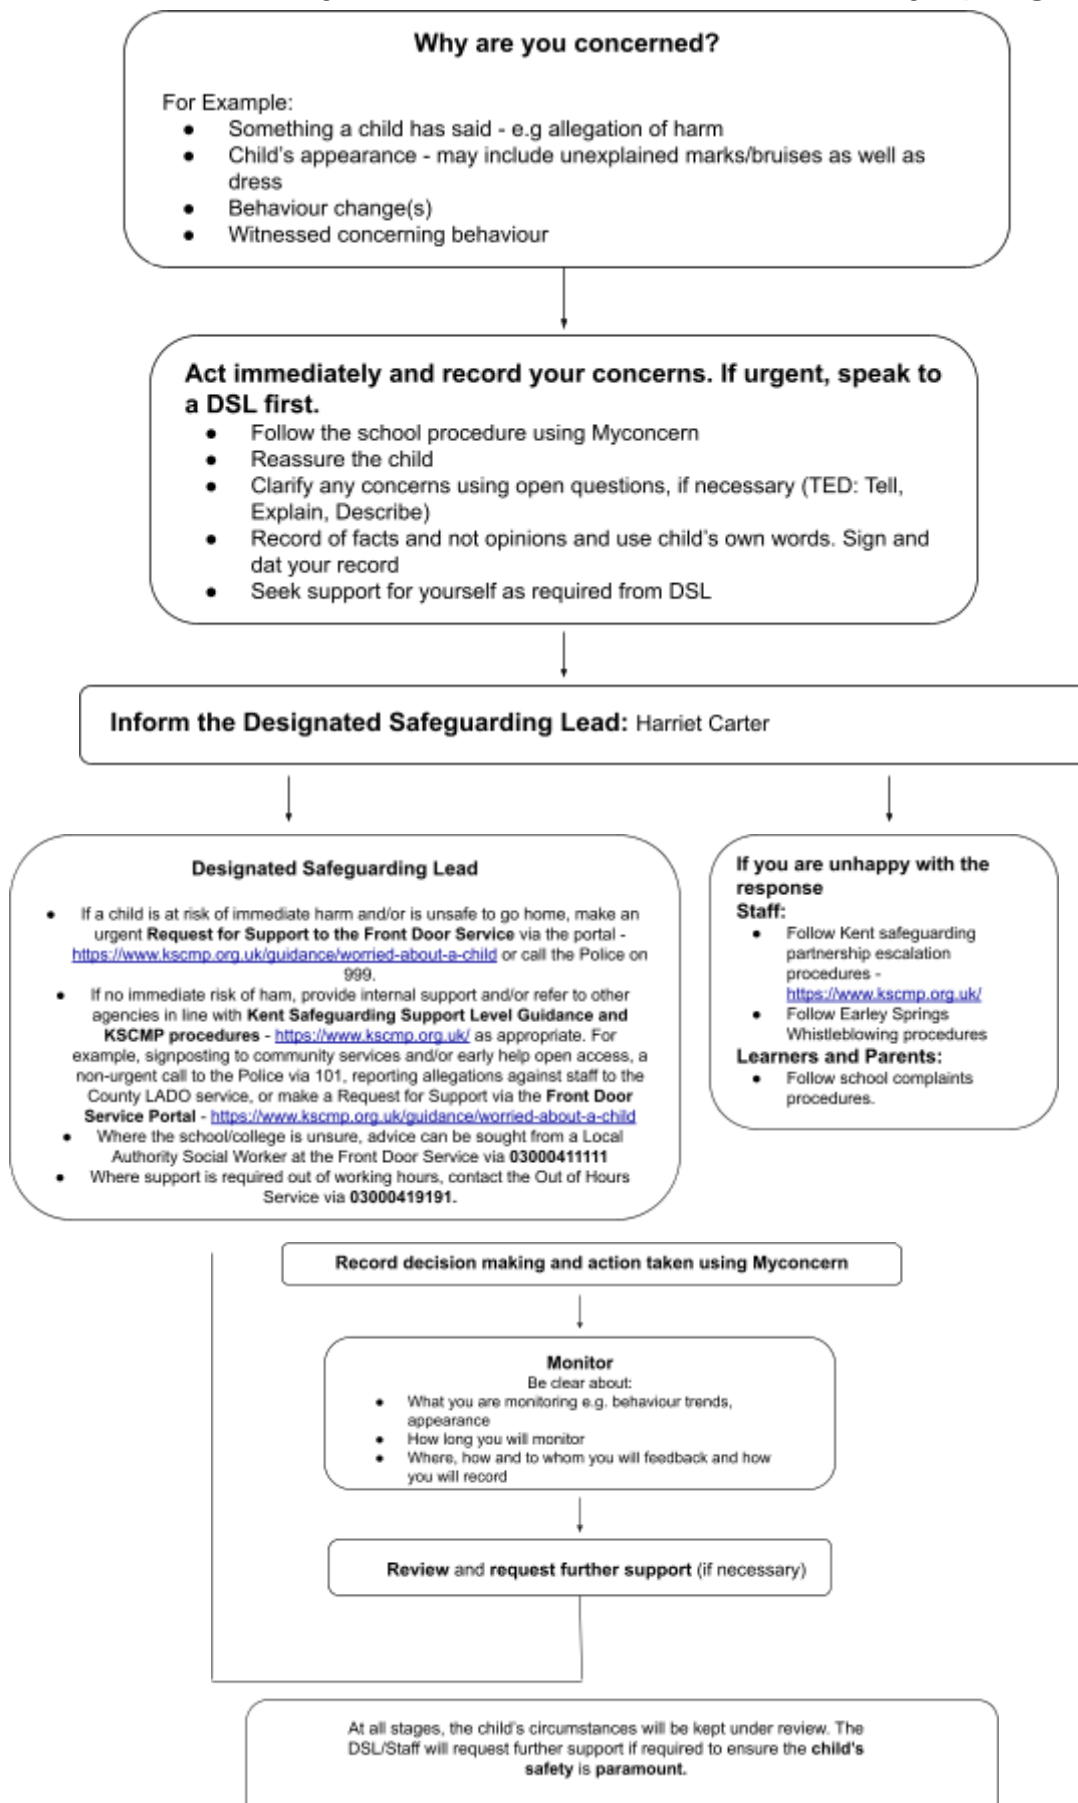 Why are you concerned?
For Example:
● Something a child has said - e.g allegation of harm
● Child's appearance - may include unexplained marks/bruises as well as
dress
● Behaviour change(s)
● Witnessed concerning behaviour
Act immediately and record your concerns. If urgent, speak to
a DSL first.
● Follow the school procedure using Myconcern
● Reassure the child
● Clarify any concerns using open questions, if necessary (TED: Tell,
Explain, Describe)
● Record of facts and not opinions and use child's own words. Sign and
dat your record
● Seek support for yourself as required from DSL
Inform the Designated Safeguarding Lead: Harriet Carter
Designated Safeguarding Lead
● If a child is at risk of immediate harm and/or is unsafe to go home, make an
urgent Request for Support to the Front Door Service via the portal -
https://www.kscmp.org.uk/guidance/worried-about-a-child or call the Police on
999.
● If no immediate risk of ham, provide internal support and/or refer to other
agencies in line with Kent Safeguarding Support Level Guidance and
KSCMP procedures - https://www.kscmp.org.uk/ as appropriate. For
example, signposting to community services and/or early help open access, a
non-urgent call to the Police via 101, reporting allegations against staff to the
County LADO service, or make a Request for Support via the Front Door
Service Portal - https://www.kscmp.org.uk/guidance/worried-about-a-child
● Where the school/college is unsure, advice can be sought from a Local
Authority Social Worker at the Front Door Service via 03000411111
● Where support is required out of working hours, contact the Out of Hours
Service via 03000419191.
If you are unhappy with the
response
Staff:
● Follow Kent safeguarding
partnership escalation
procedures -
https://www.kscmp.org.uk/
● Follow Earley Springs
Whistleblowing procedures
Learners and Parents:
● Follow school complaints
procedures.
Record decision making and action taken using Myconcern
Monitor
Be clear about:
● What you are monitoring e.g. behaviour trends,
appearance
● How long you will monitor
● Where, how and to whom you will feedback and how
you will record
Review and request further support (if necessary)
At all stages, the child's circumstances will be kept under review. The
DSL/Staff will request further support if required to ensure the child's
safety is paramount.